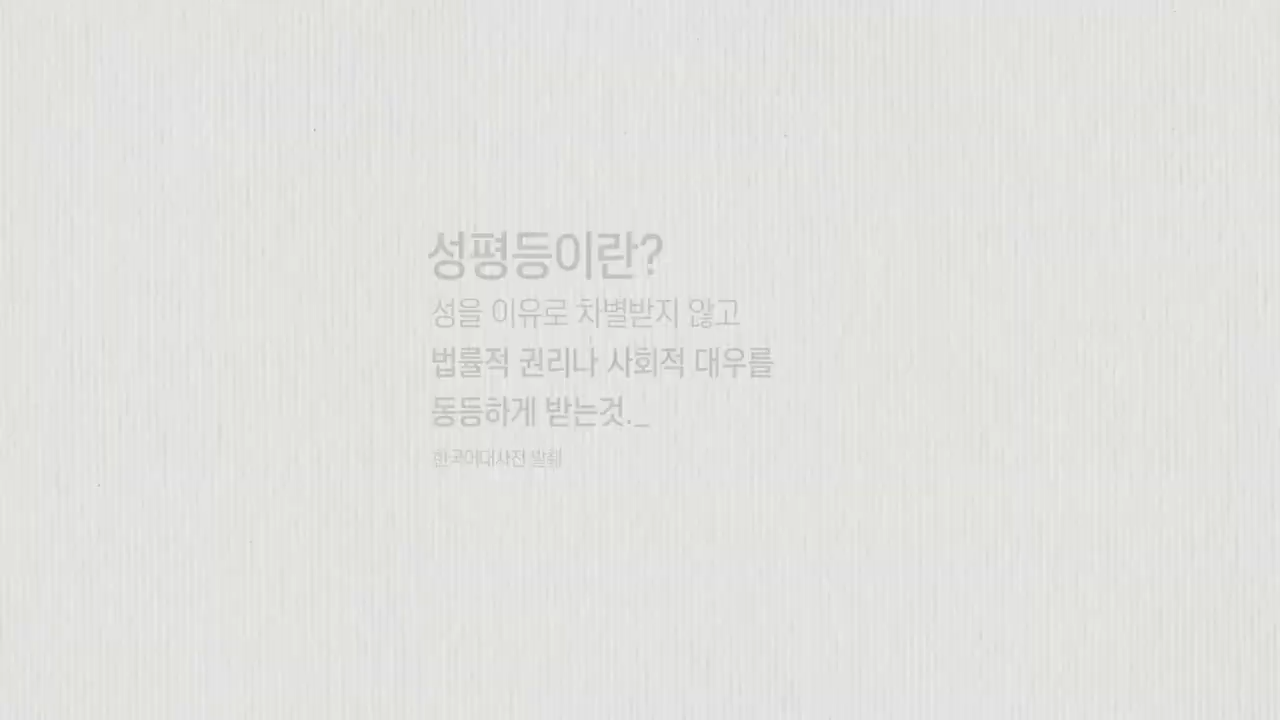 성평등이란?
성을 이유로 차별받지 않고
법률적 권리나 사회적 대우를
동등하게 받는것._
한국어대사전 발췌